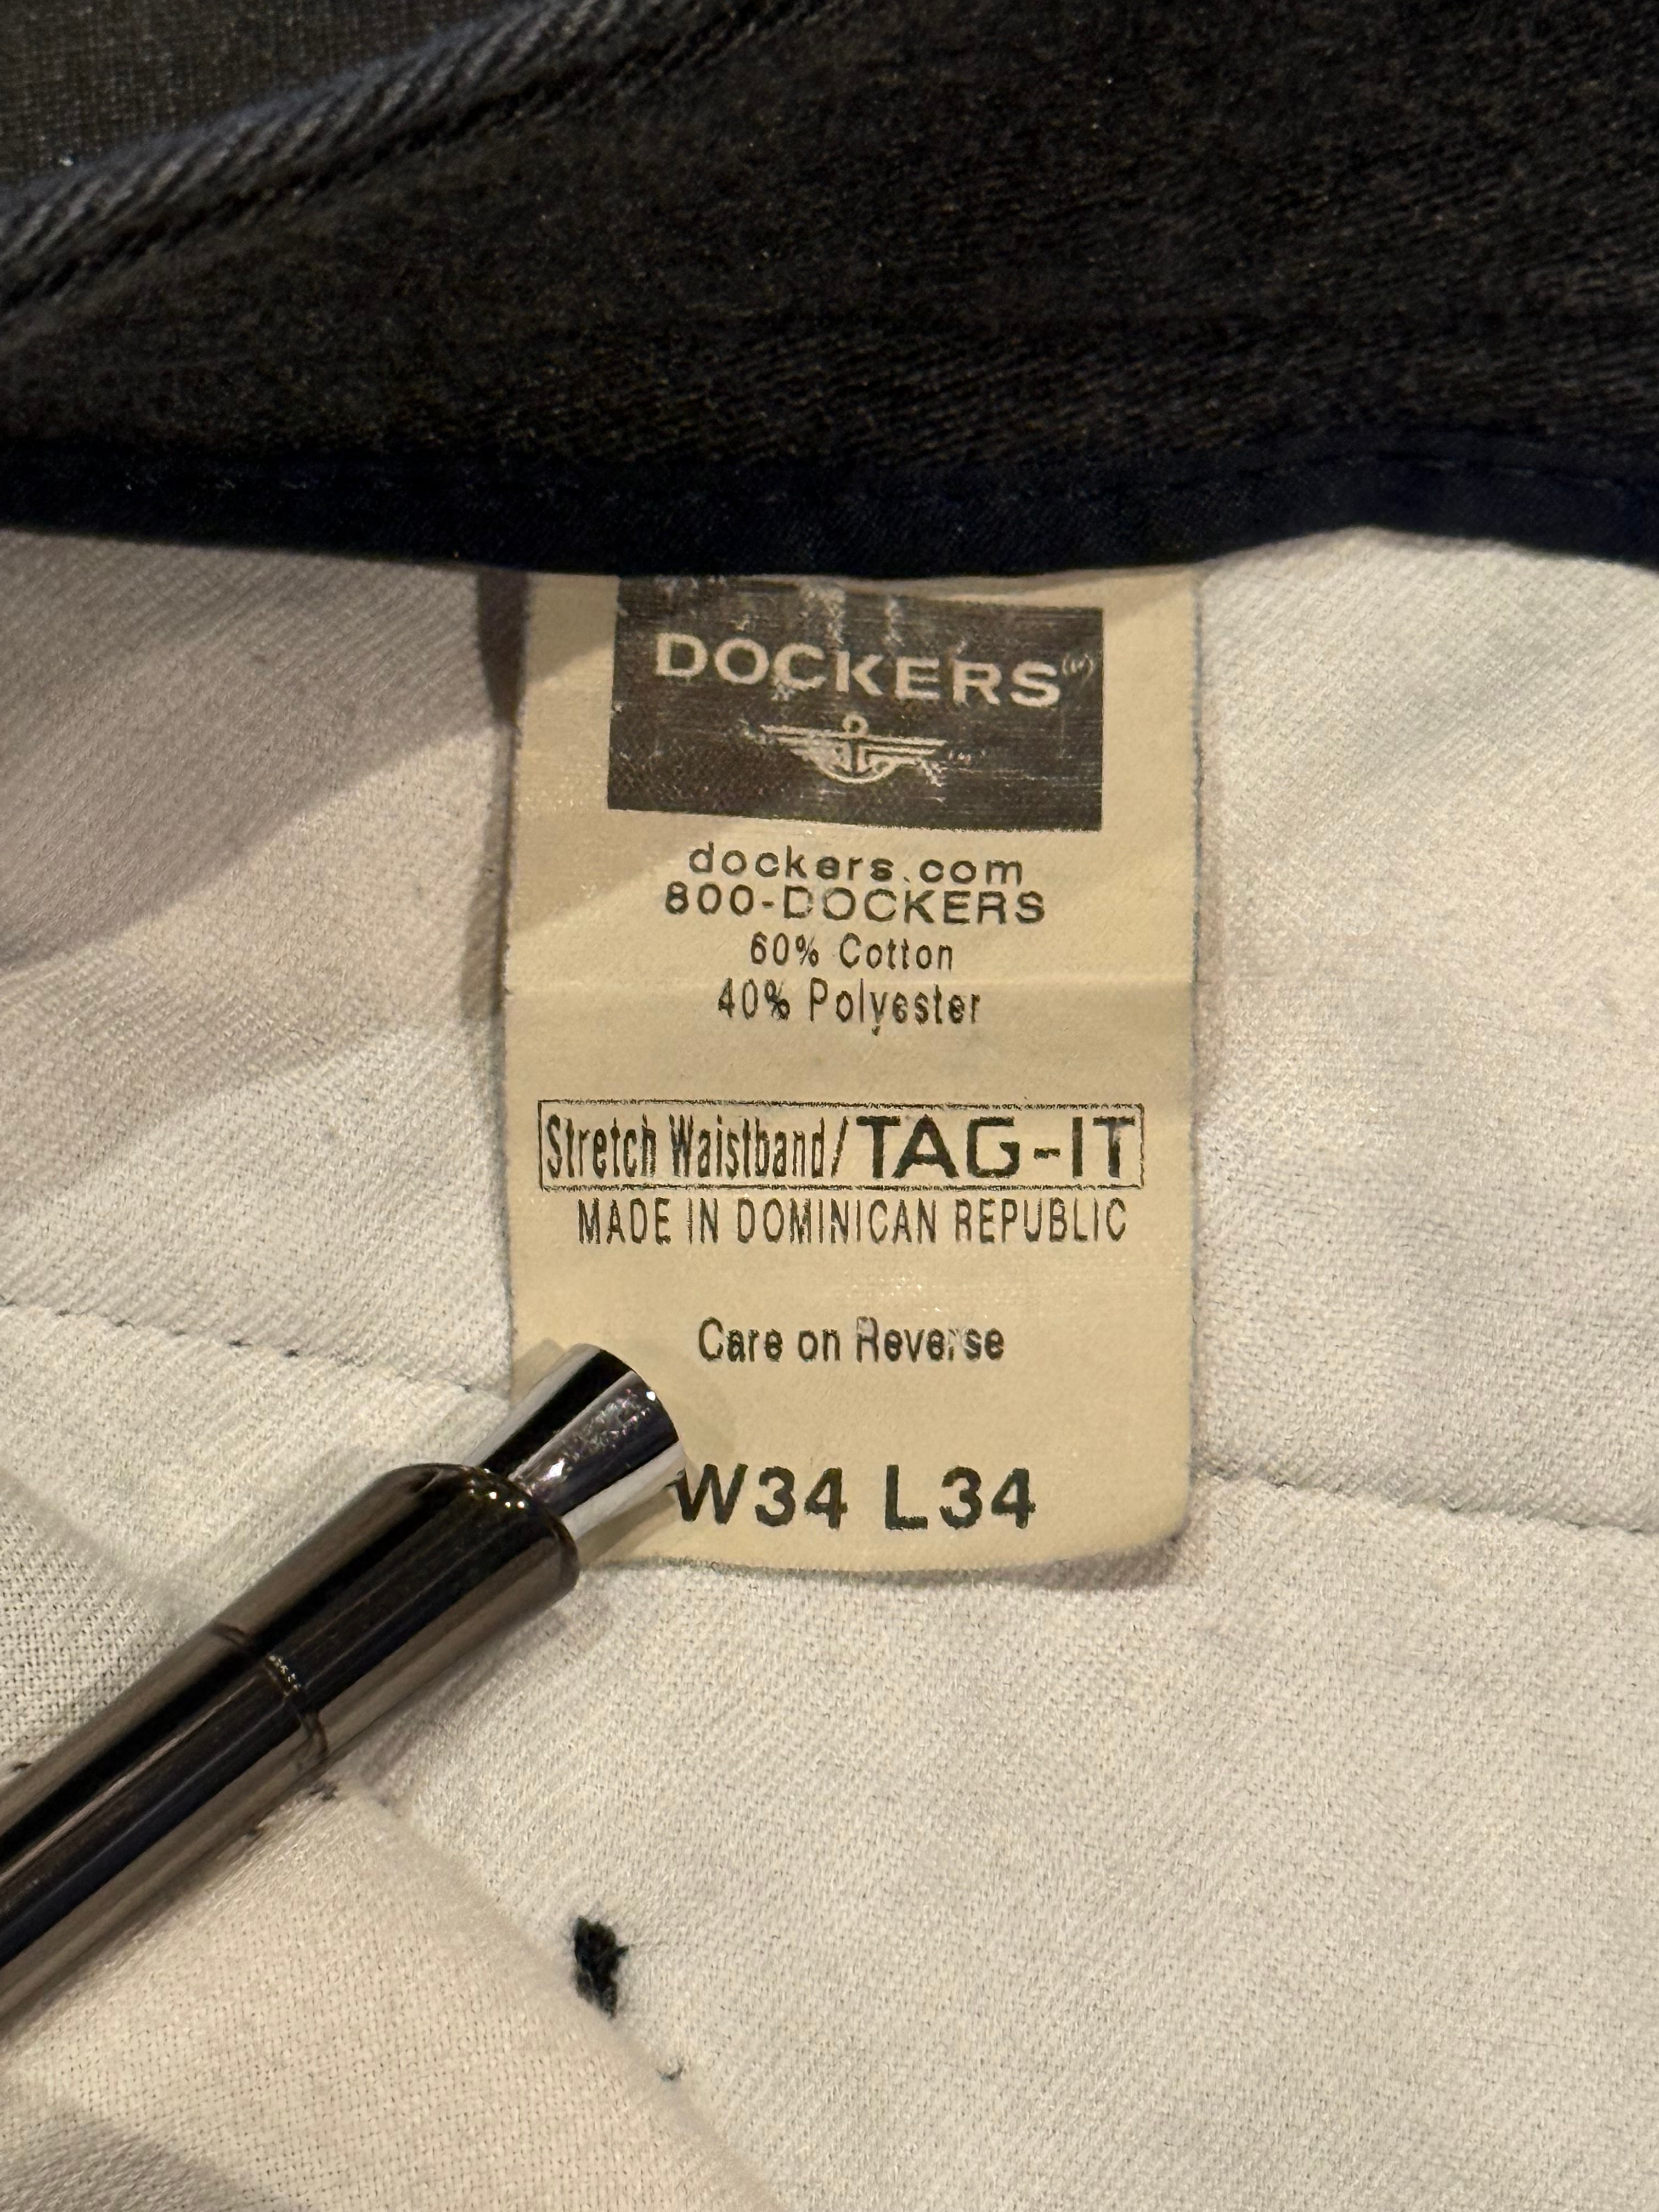 DOCKERS
dockers.com
800-DOCKERS
60% Cotton
40% Polyester
Stretch Waistband/TAG-IT
MADE IN DOMINICAN REPUBLIC
Care on Reverse
W34 L34